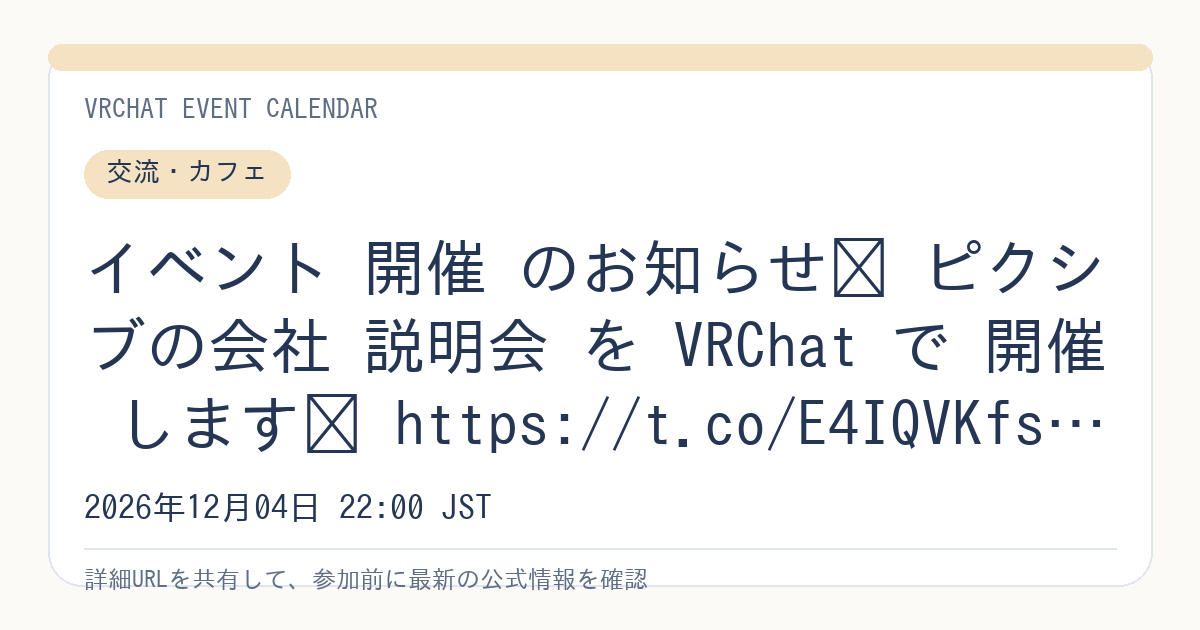 VRCHAT EVENT CALENDAR
交流・カフェ
イベント 開催 のお知らせ ピクシ
ブの会社 説明会 を VRChat で 開催
します https://t.co/E4IQVKfs…
2026年12月04日 22:00 JST
詳細URLを共有して、参加前に最新の公式情報を確認